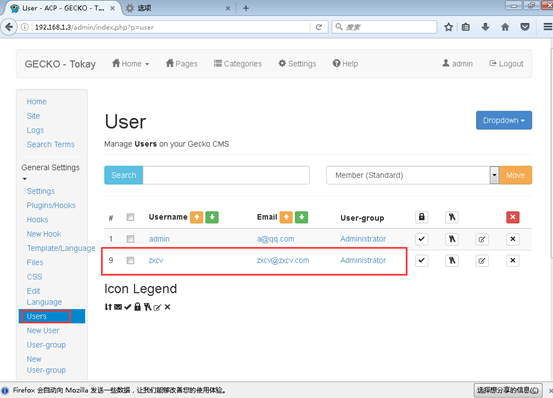 User - ACP - GECKO - T...
选项
192.168.1.3/admin/index.php?p=user
搜索
GECKO - Tokay
Home
Pages
Categories
Settings
Help
admin
Logout
Home
Site
Logs
Search Terms
General Settings
Settings
Plugins/Hooks
Hooks
New Hook
Template/Language
Files
CSS
Edit
Language
Users
New User
User-group
New
User-group
User
Dropdown
Manage Users on your Gecko CMS
Search
Member (Standard)
Move
# Username Email User-group
1 admin a@qq.com Administrator
9 zxcv zxcv@zxcv.com Administrator
Icon Legend
Firefox 会自动向 Mozilla 发送一些数据，让我们能够改善您的使用体验。
选择想分享的信息(C)